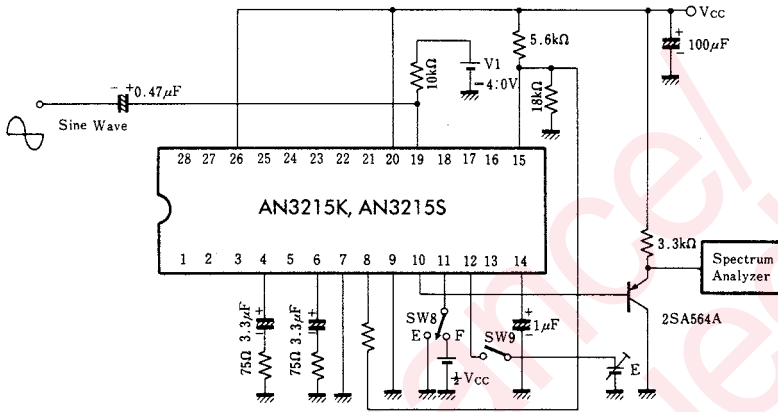 VCC
5.6kΩ
+
100μF
−
− +0.47μF
10kΩ
V1
−4:0V
18kΩ
Sine Wave
28 27 26 25 24 23 22 21 20 19 18 17 16 15
AN3215K, AN3215S
1 2 3 4 5 6 7 8 9 10 11 12 13 14
3.3kΩ
Spectrum
Analyzer
2SA564A
+
3.3μF
−
+
3.3μF
−
SW8
E F
SW9
+
1μF
−
½VCC
E
75Ω
75Ω